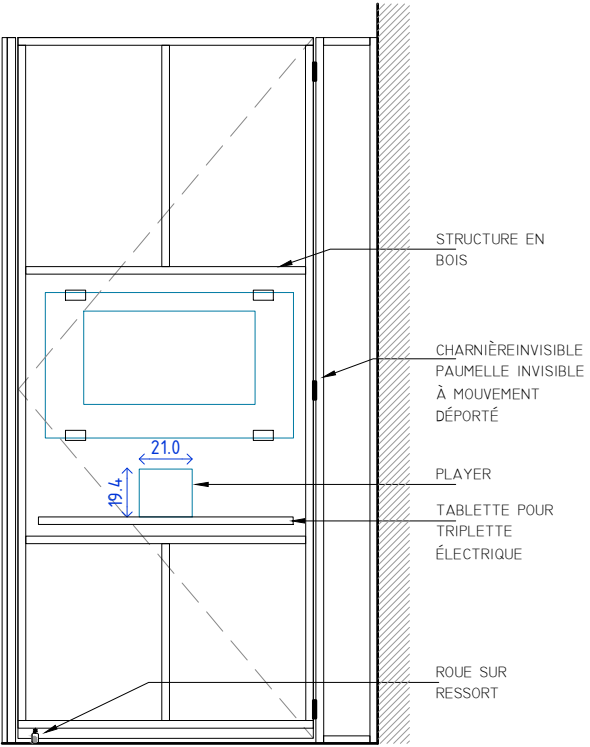 STRUCTURE EN
BOIS
CHARNIÈREINVISIBLE
PAUMELLE INVISIBLE
À MOUVEMENT
DÉPORTÉ
21.0
19.4
PLAYER
TABLETTE POUR
TRIPLETTE
ÉLECTRIQUE
ROUE SUR
RESSORT